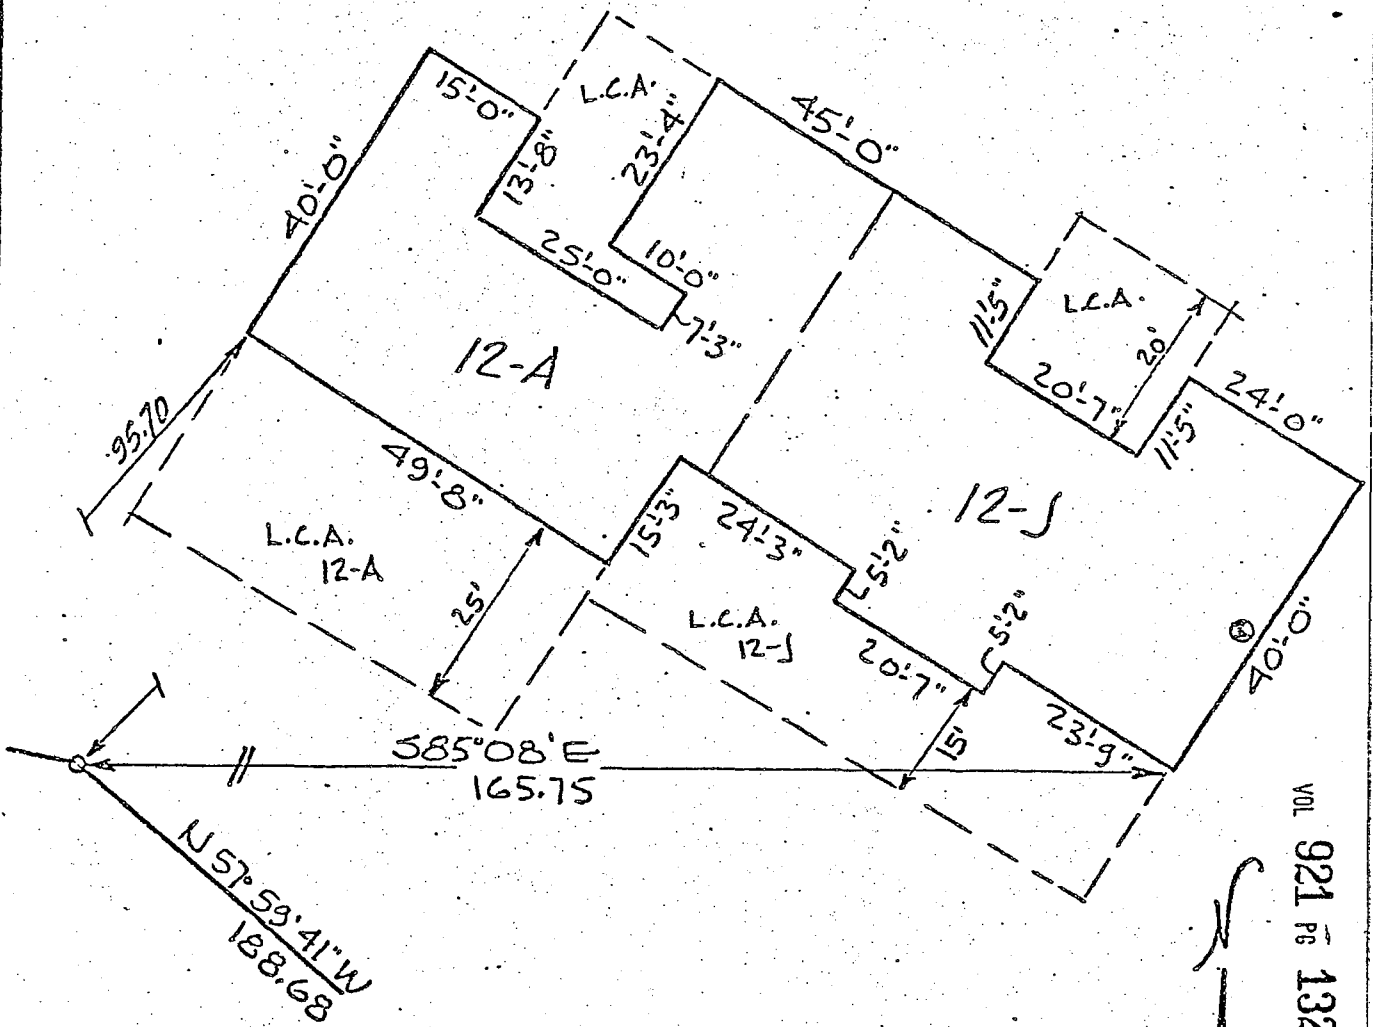 L.C.A.
15'-0"
45'-0"
23'-4"
13'-8"
40'-0"
25'-0"
10'-0"
11'-5"
L.C.A.
20'
7'-3"
12-A
20'-7"
24'-0"
11'-5"
95.70
49'-8"
12-J
15'-3"
24'-3"
5'-2"
L.C.A.
12-A
25'
L.C.A.
12-J
5'-2"
20'-7"
40'-0"
23'-9"
15'
S85°08'E
165.75
N 57°59'41" W
188.68
VOL 921 PG 132